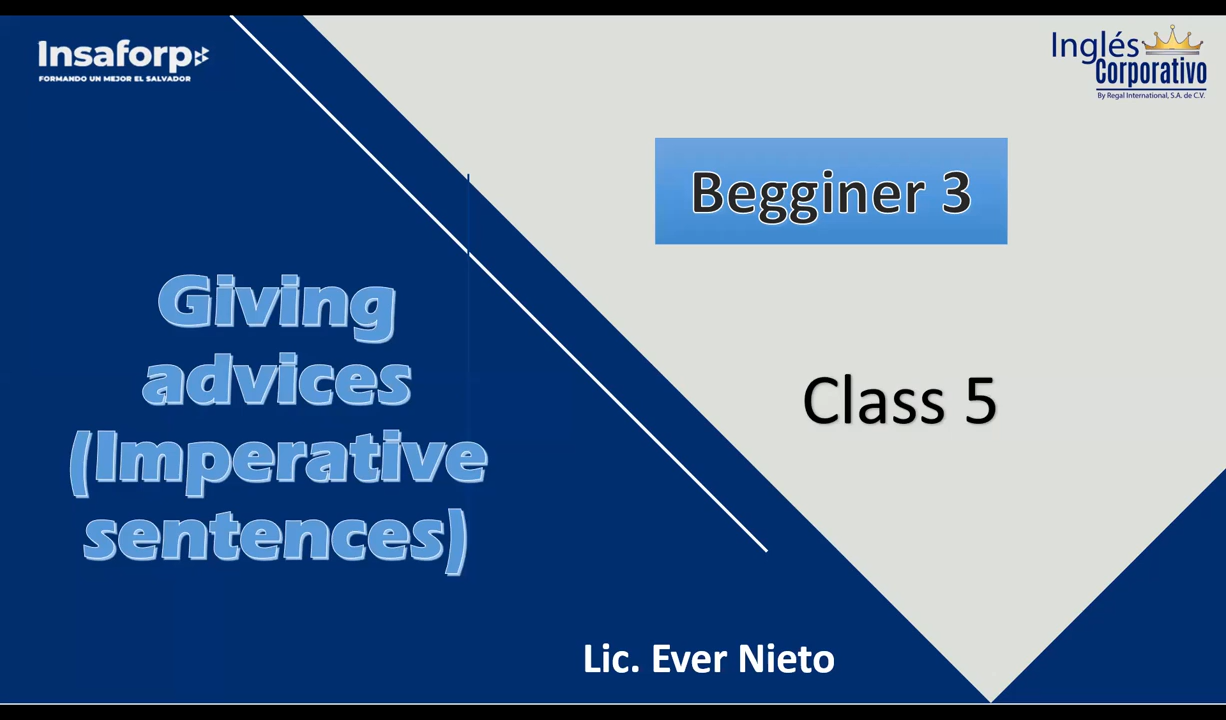 Insaforp
FORMANDO UN MEJOR EL SALVADOR
Inglés
Corporativo
By Regal International, S.A. de C.V.
Begginer 3
Giving
advices
(Imperative
sentences)
Class 5
Lic. Ever Nieto